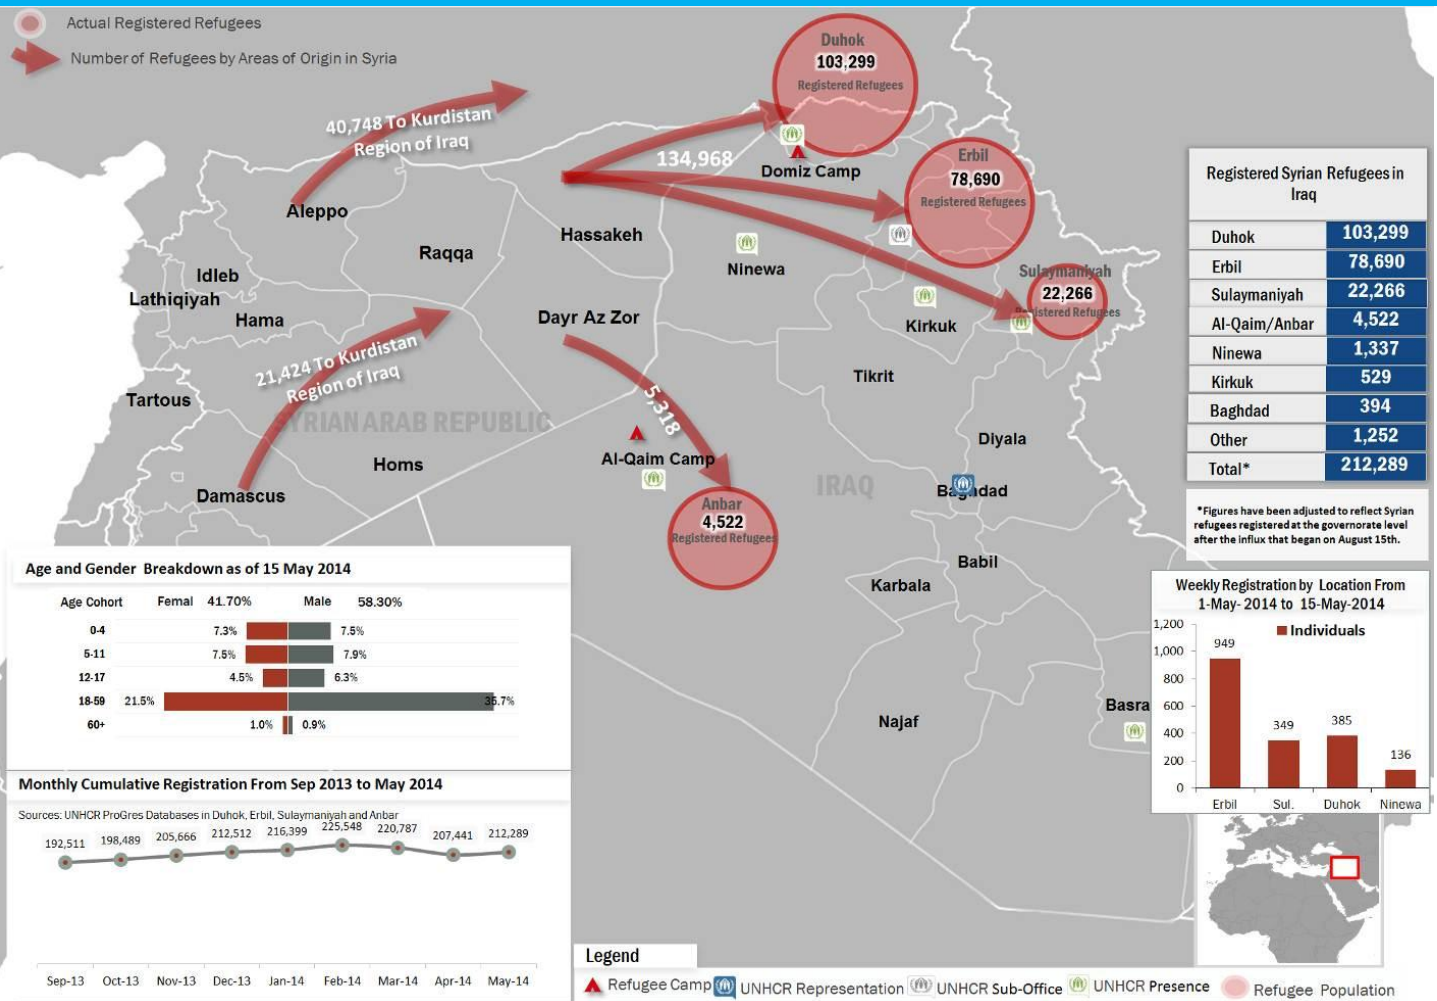 Actual Registered Refugees
Number of Refugees by Areas of Origin in Syria
40,748 To Kurdistan
Region of Iraq
Aleppo
Idleb
Lathiqiyah
Hama
Raqqa
Hassakeh
Dayr Az Zor
21,424 To Kurdistan
Region of Iraq
Tartous
SYRIAN ARAB REPUBLIC
Homs
Damascus
134,968
5,318
Duhok
103,299
Registered Refugees
Domiz Camp
Erbil
78,690
Registered Refugees
Ninewa
Sulaymaniyah
22,266
Registered Refugees
Kirkuk
Tikrit
Diyala
Al-Qaim Camp
IRAQ
Baghdad
Anbar
4,522
Registered Refugees
Babil
Karbala
Najaf
Basra
Registered Syrian Refugees in
Iraq
Duhok 103,299
Erbil 78,690
Sulaymaniyah 22,266
Al-Qaim/Anbar 4,522
Ninewa 1,337
Kirkuk 529
Baghdad 394
Other 1,252
Total* 212,289
*Figures have been adjusted to reflect Syrian
refugees registered at the governorate level
after the influx that began on August 15th.
Age and Gender Breakdown as of 15 May 2014
Age Cohort Femal 41.70% Male 58.30%
0-4 7.3% 7.5%
5-11 7.5% 7.9%
12-17 4.5% 6.3%
18-59 21.5% 35.7%
60+ 1.0% 0.9%
Monthly Cumulative Registration From Sep 2013 to May 2014
Sources: UNHCR ProGres Databases in Duhok, Erbil, Sulaymaniyah and Anbar
192,511 198,489 205,666 212,512 216,399 225,548 220,787 207,441 212,289
Sep-13 Oct-13 Nov-13 Dec-13 Jan-14 Feb-14 Mar-14 Apr-14 May-14
Weekly Registration by Location From
1-May- 2014 to 15-May-2014
Individuals
1,200
1,000
800
600
400
200
0
949
349
385
136
Erbil Sul. Duhok Ninewa
Legend
Refugee Camp UNHCR Representation UNHCR Sub-Office UNHCR Presence Refugee Population